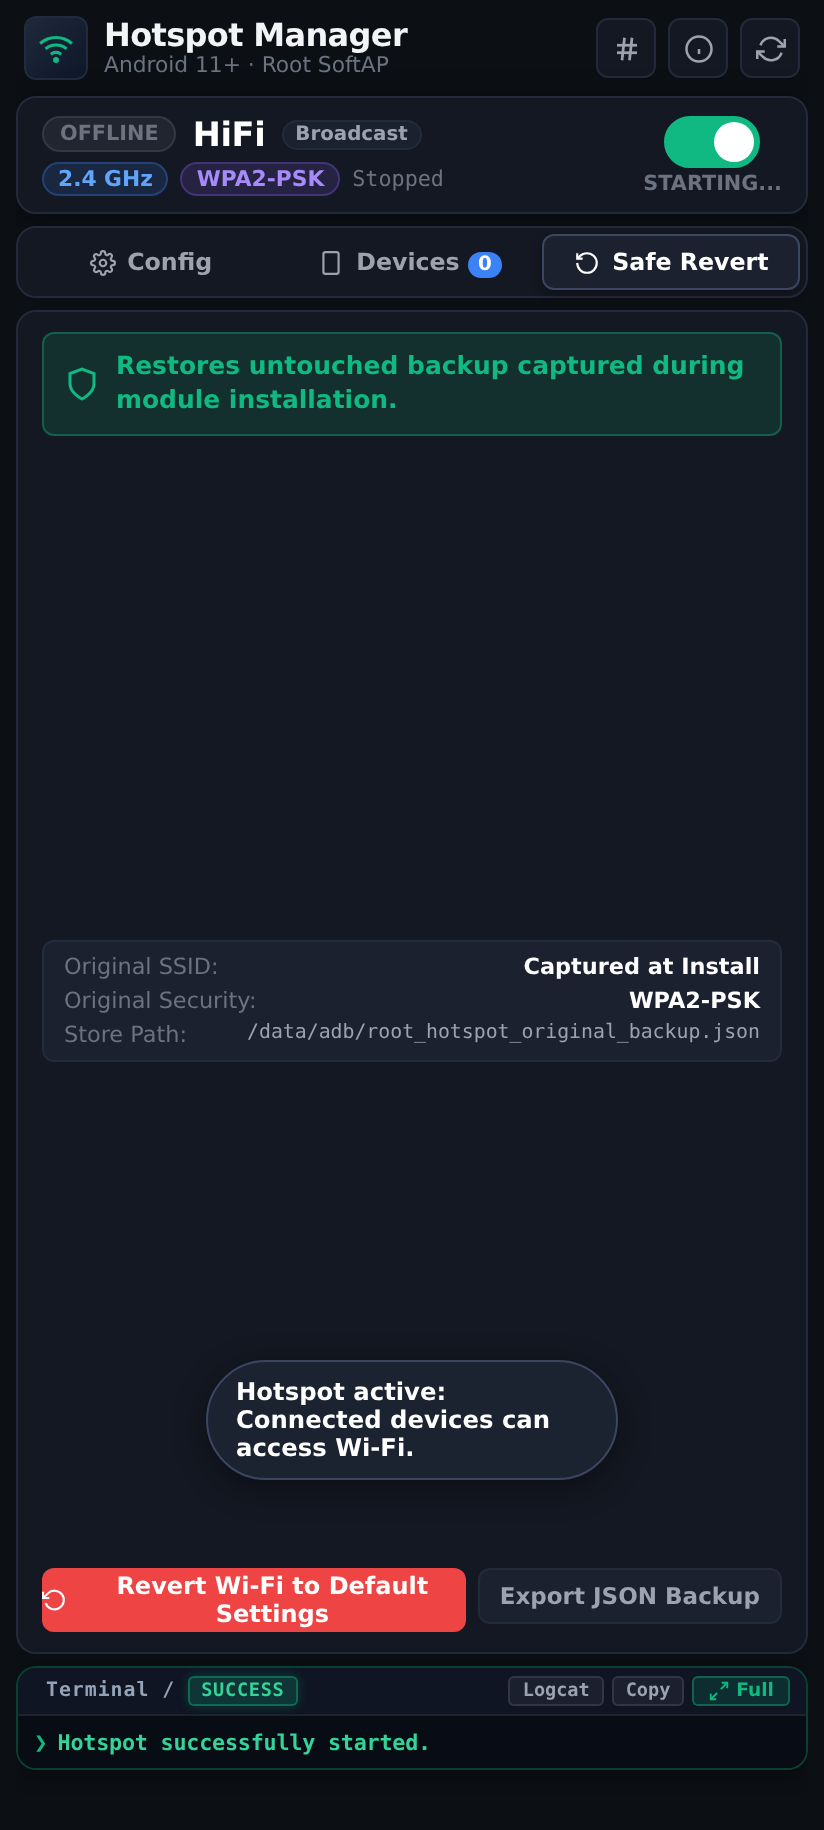 Hotspot Manager
Android 11+ · Root SoftAP
OFFLINE HiFi Broadcast
2.4 GHz WPA2-PSK Stopped
STARTING...
Config Devices 0 Safe Revert
Restores untouched backup captured during
module installation.
Original SSID: Captured at Install
Original Security: WPA2-PSK
Store Path: /data/adb/root_hotspot_original_backup.json
Hotspot active:
Connected devices can
access Wi-Fi.
Revert Wi-Fi to Default
Settings
Export JSON Backup
Terminal / SUCCESS Logcat Copy Full
❯ Hotspot successfully started.